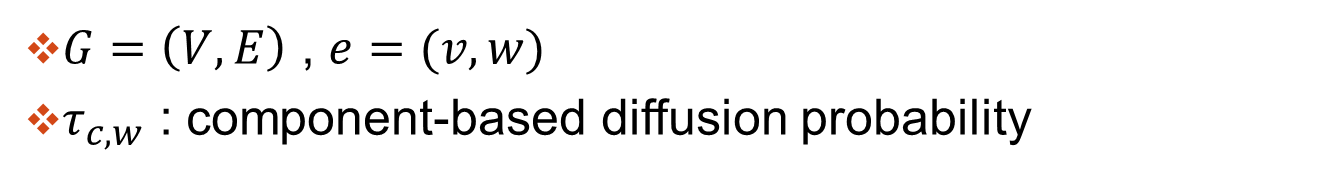 ❖G = (V, E) , e = (v, w)
❖τ_{c,w} : component-based diffusion probability